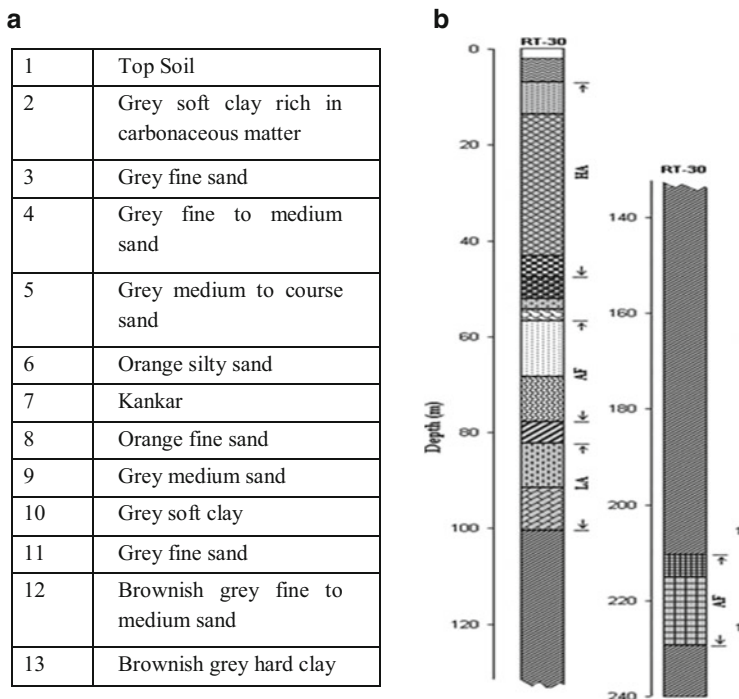 a
1 Top Soil
2 Grey soft clay rich in
carbonaceous matter
3 Grey fine sand
4 Grey fine to medium
sand
5 Grey medium to course
sand
6 Orange silty sand
7 Kankar
8 Orange fine sand
9 Grey medium sand
10 Grey soft clay
11 Grey fine sand
12 Brownish grey fine to
medium sand
13 Brownish grey hard clay
b
RT-30
0
20
40
60
80
100
120
Depth (m)
HA
AF
LA
RT-30
140
160
180
200
220
240
AF